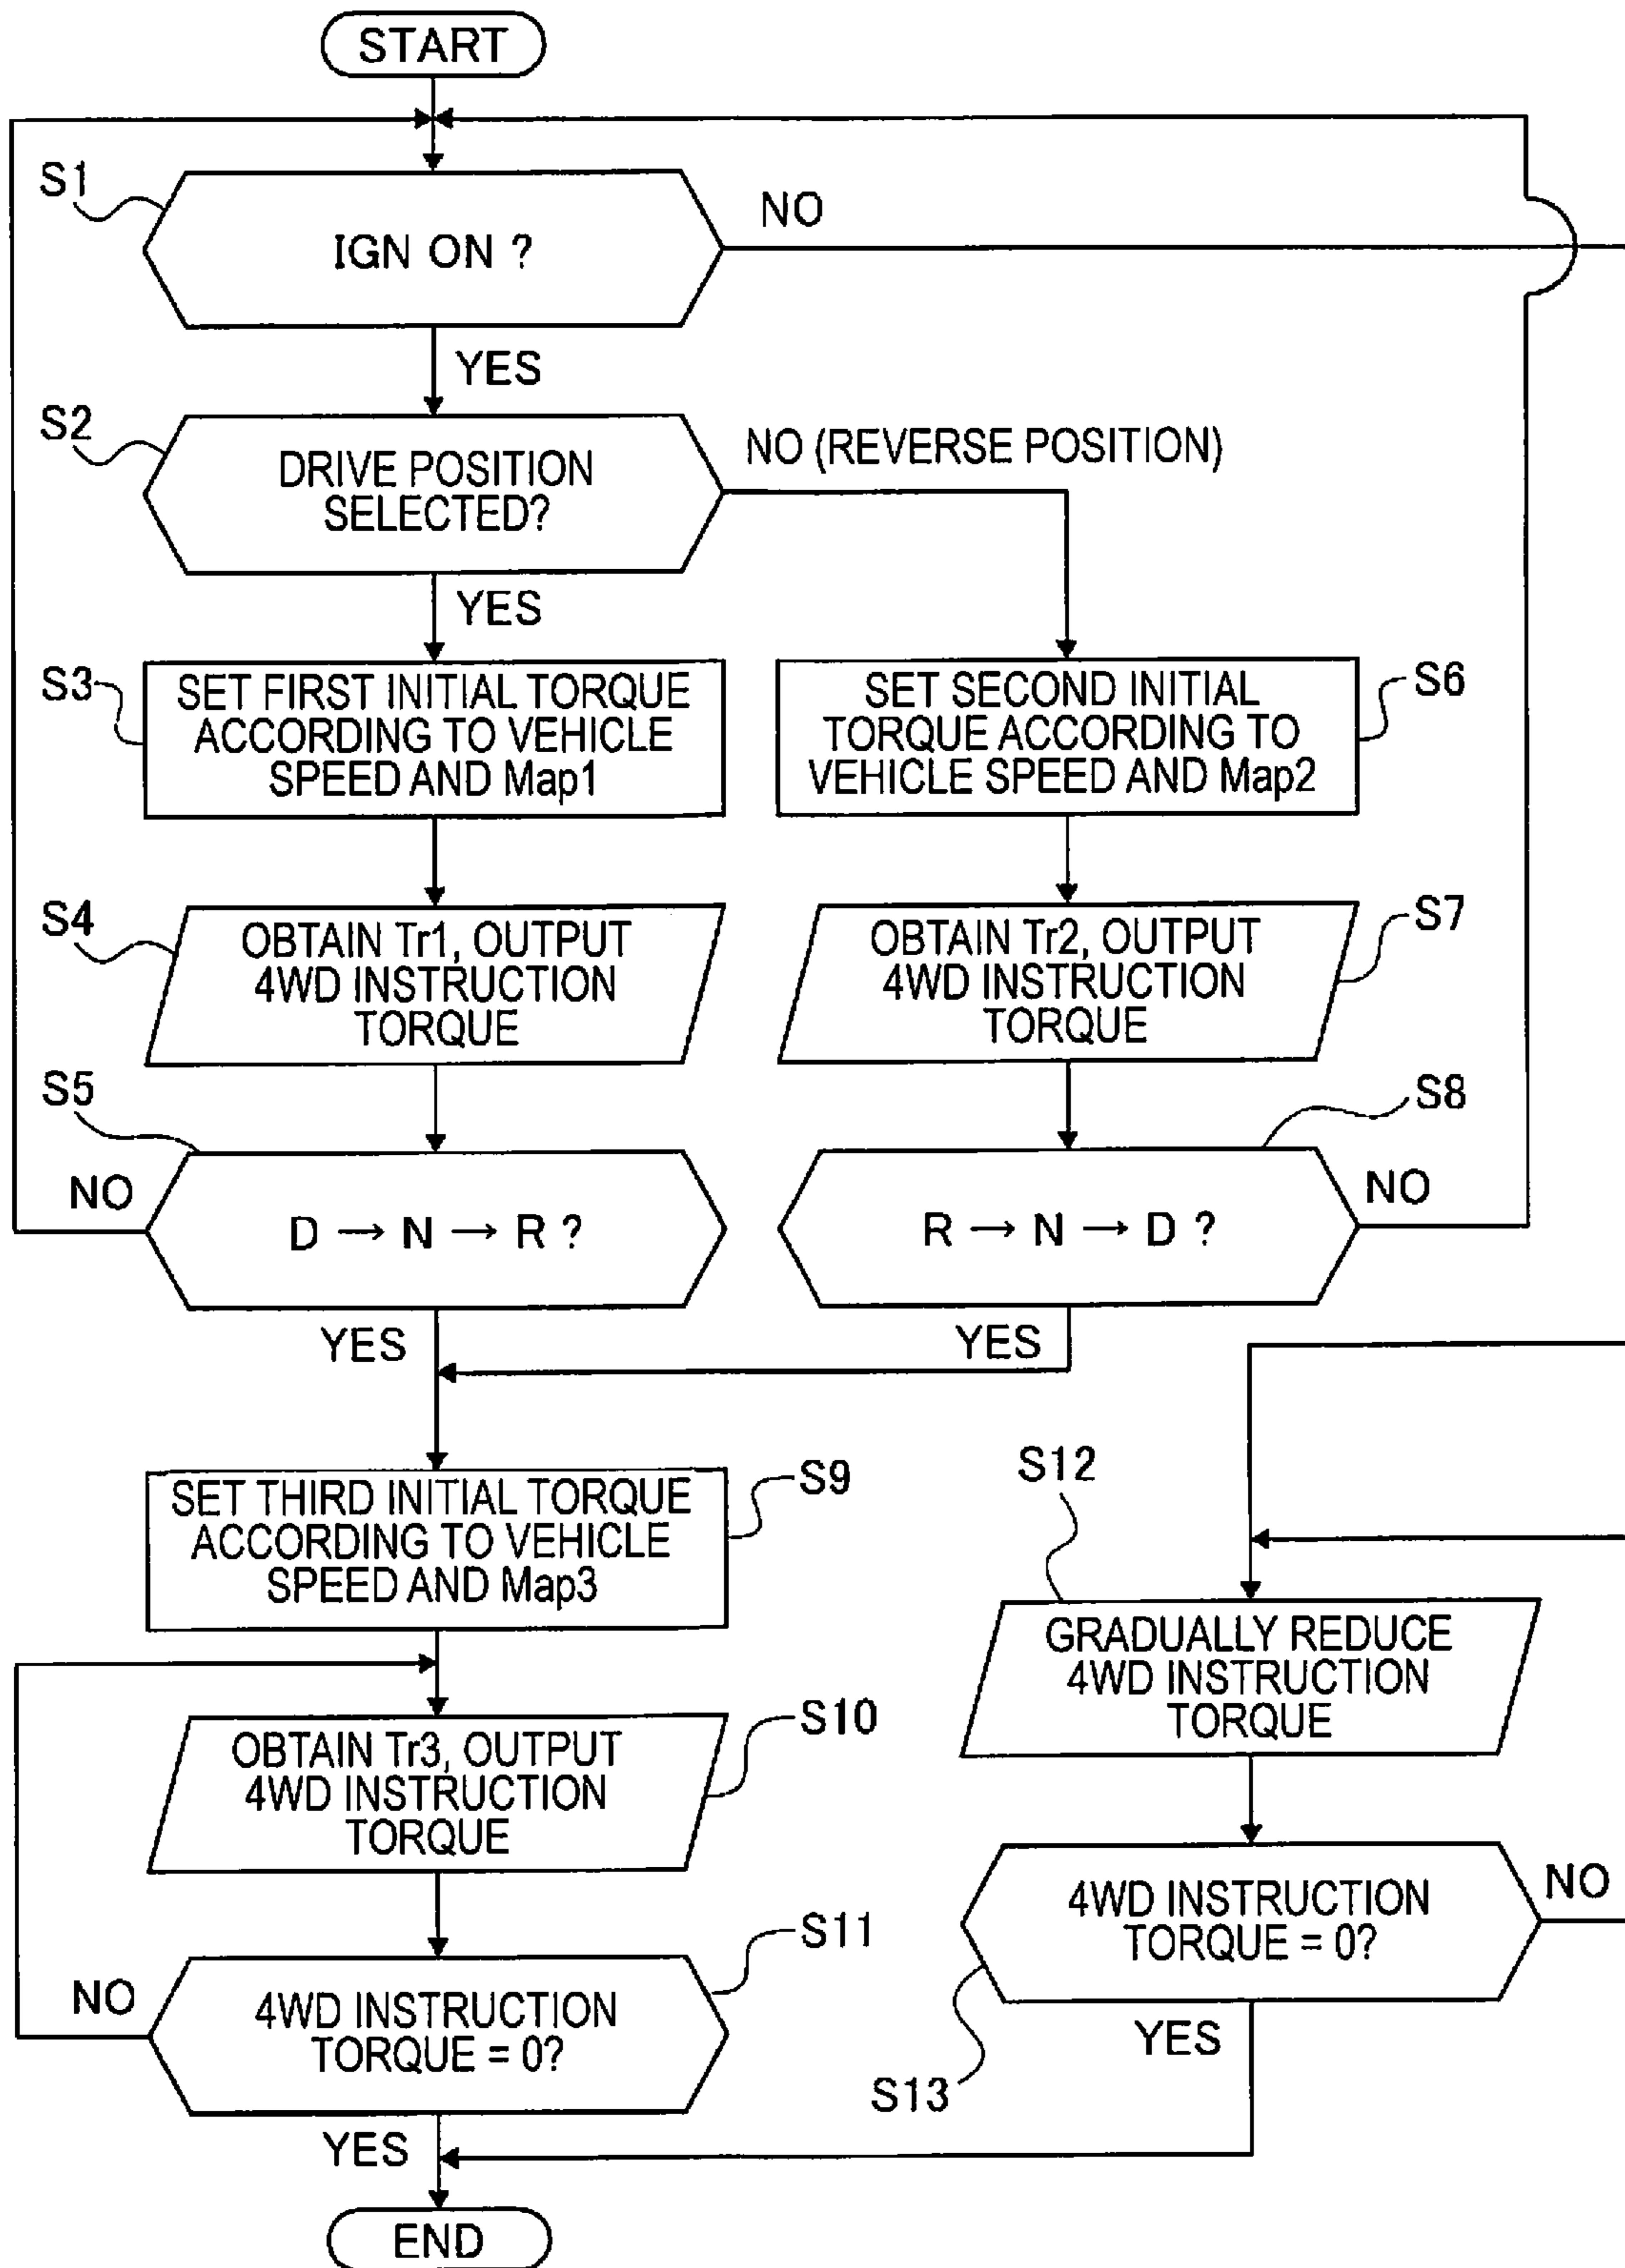 START
S1
IGN ON ?
NO
YES
S2
DRIVE POSITION
SELECTED?
NO (REVERSE POSITION)
YES
S3
SET FIRST INITIAL TORQUE
ACCORDING TO VEHICLE
SPEED AND Map1
SET SECOND INITIAL
TORQUE ACCORDING TO
VEHICLE SPEED AND Map2
S6
S4
OBTAIN Tr1, OUTPUT
4WD INSTRUCTION
TORQUE
OBTAIN Tr2, OUTPUT
4WD INSTRUCTION
TORQUE
S7
S5
NO
D → N → R ?
YES
S8
R → N → D ?
NO
YES
SET THIRD INITIAL TORQUE
ACCORDING TO VEHICLE
SPEED AND Map3
S9
S12
GRADUALLY REDUCE
4WD INSTRUCTION
TORQUE
OBTAIN Tr3, OUTPUT
4WD INSTRUCTION
TORQUE
S10
S11
NO
4WD INSTRUCTION
TORQUE = 0?
YES
4WD INSTRUCTION
TORQUE = 0?
NO
S13
YES
END